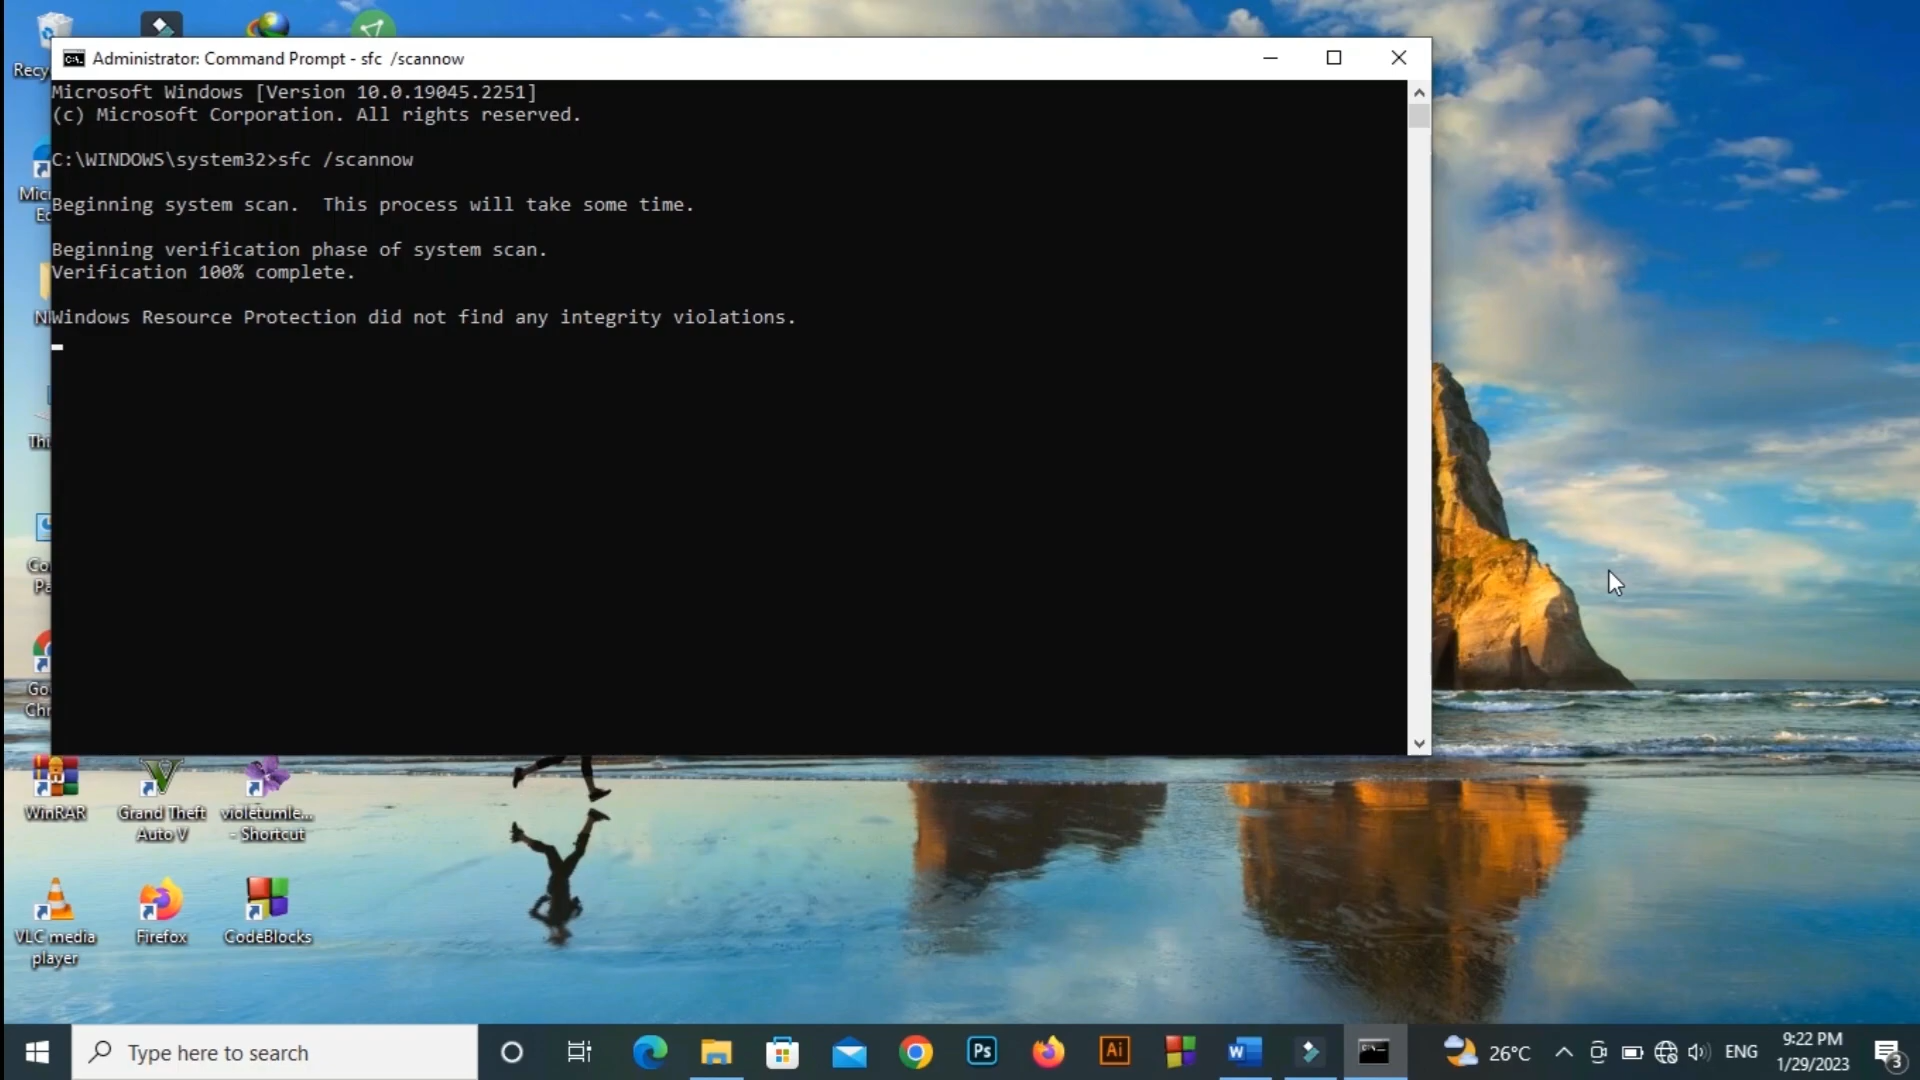 Administrator: Command Prompt - sfc /scannow
Microsoft Windows [Version 10.0.19045.2251]
(c) Microsoft Corporation. All rights reserved.
C:\WINDOWS\system32>sfc /scannow
Beginning system scan.  This process will take some time.
Beginning verification phase of system scan.
Verification 100% complete.
Windows Resource Protection did not find any integrity violations.
WinRAR
Grand Theft
Auto V
violetumle...
- Shortcut
VLC media
player
Firefox
CodeBlocks
Type here to search
Ps
Ai
26°C
ENG
9:22 PM
1/29/2023
3